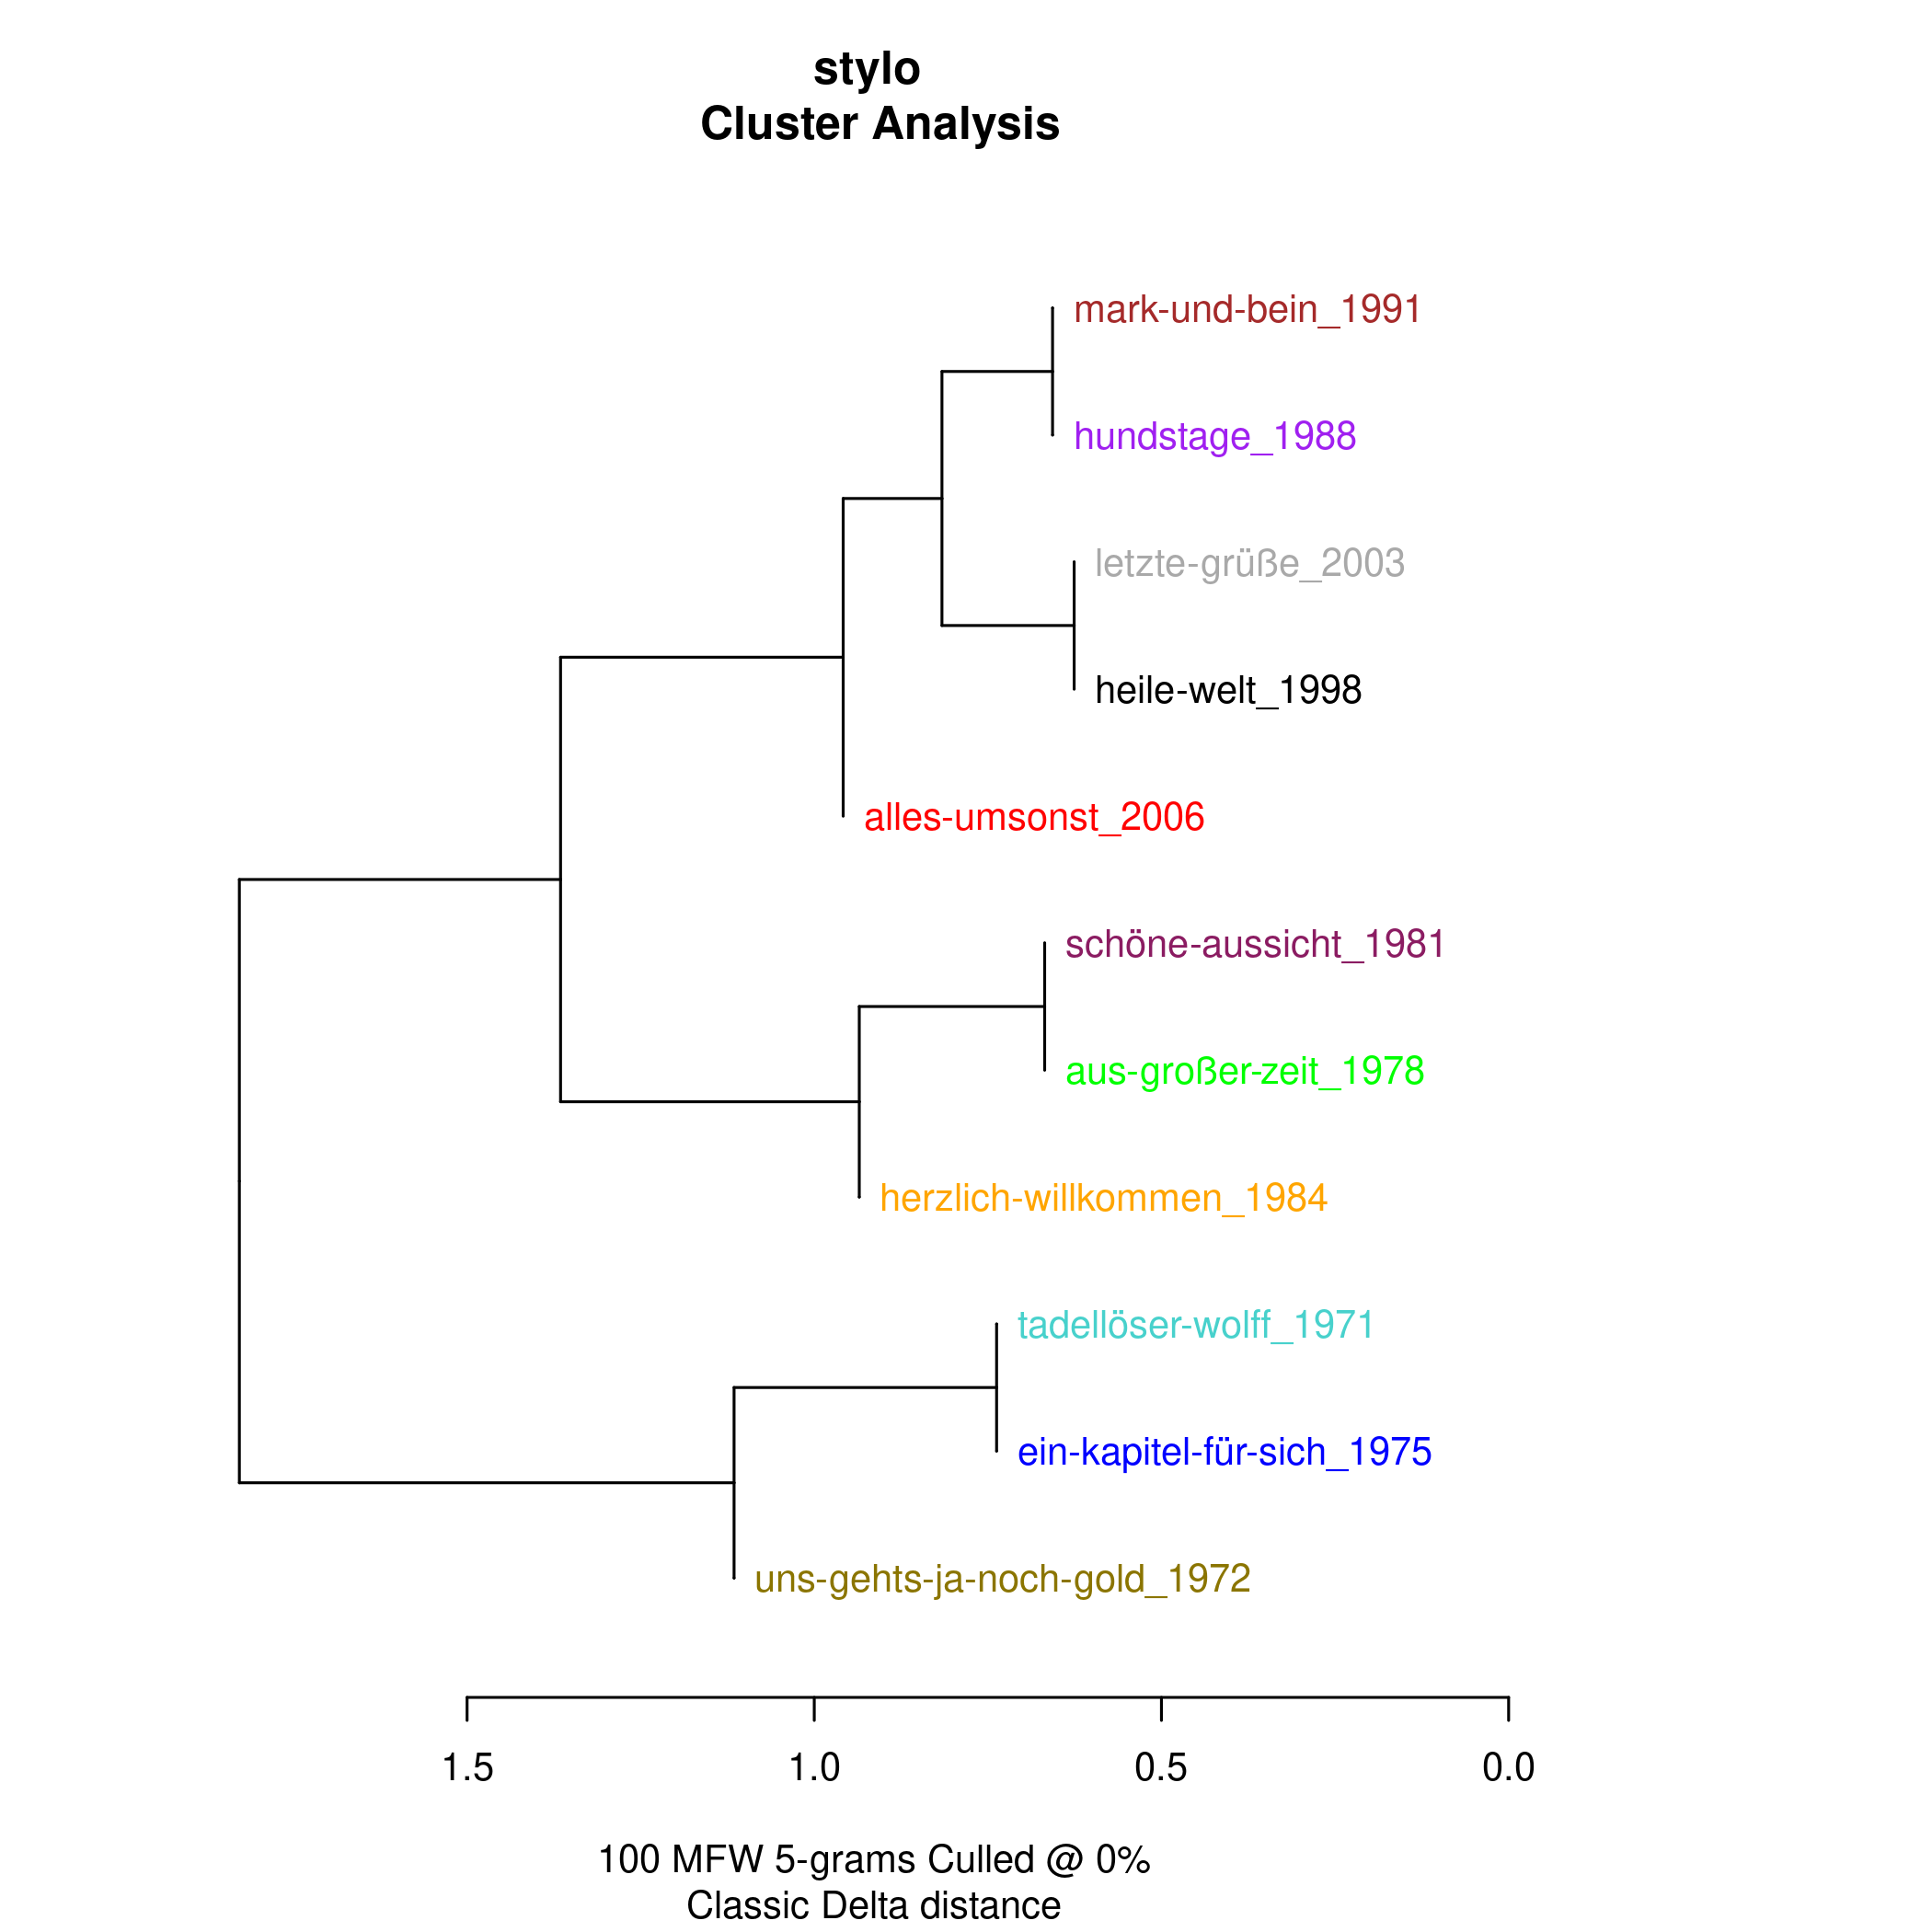 stylo
Cluster Analysis
mark-und-bein_1991
hundstage_1988
letzte-grüße_2003
heile-welt_1998
alles-umsonst_2006
schöne-aussicht_1981
aus-großer-zeit_1978
herzlich-willkommen_1984
tadellöser-wolff_1971
ein-kapitel-für-sich_1975
uns-gehts-ja-noch-gold_1972
1.5 1.0 0.5 0.0
100 MFW 5-grams Culled @ 0%
Classic Delta distance